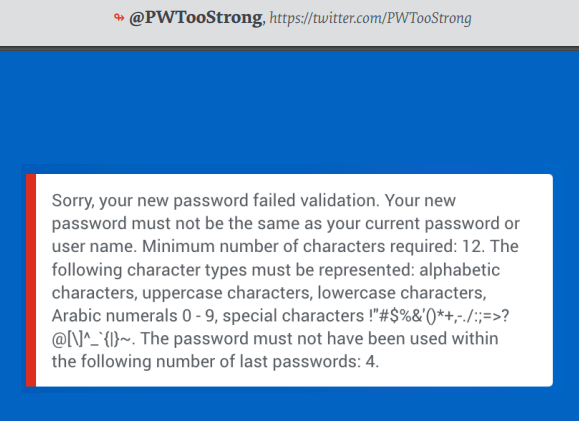 ↬ @PWTooStrong, https://twitter.com/PWTooStrong
Sorry, your new password failed validation. Your new
password must not be the same as your current password or
user name. Minimum number of characters required: 12. The
following character types must be represented: alphabetic
characters, uppercase characters, lowercase characters,
Arabic numerals 0 - 9, special characters !"#$%&'()*+,-./:;=>?
@[\]^_`{|}~. The password must not have been used within
the following number of last passwords: 4.